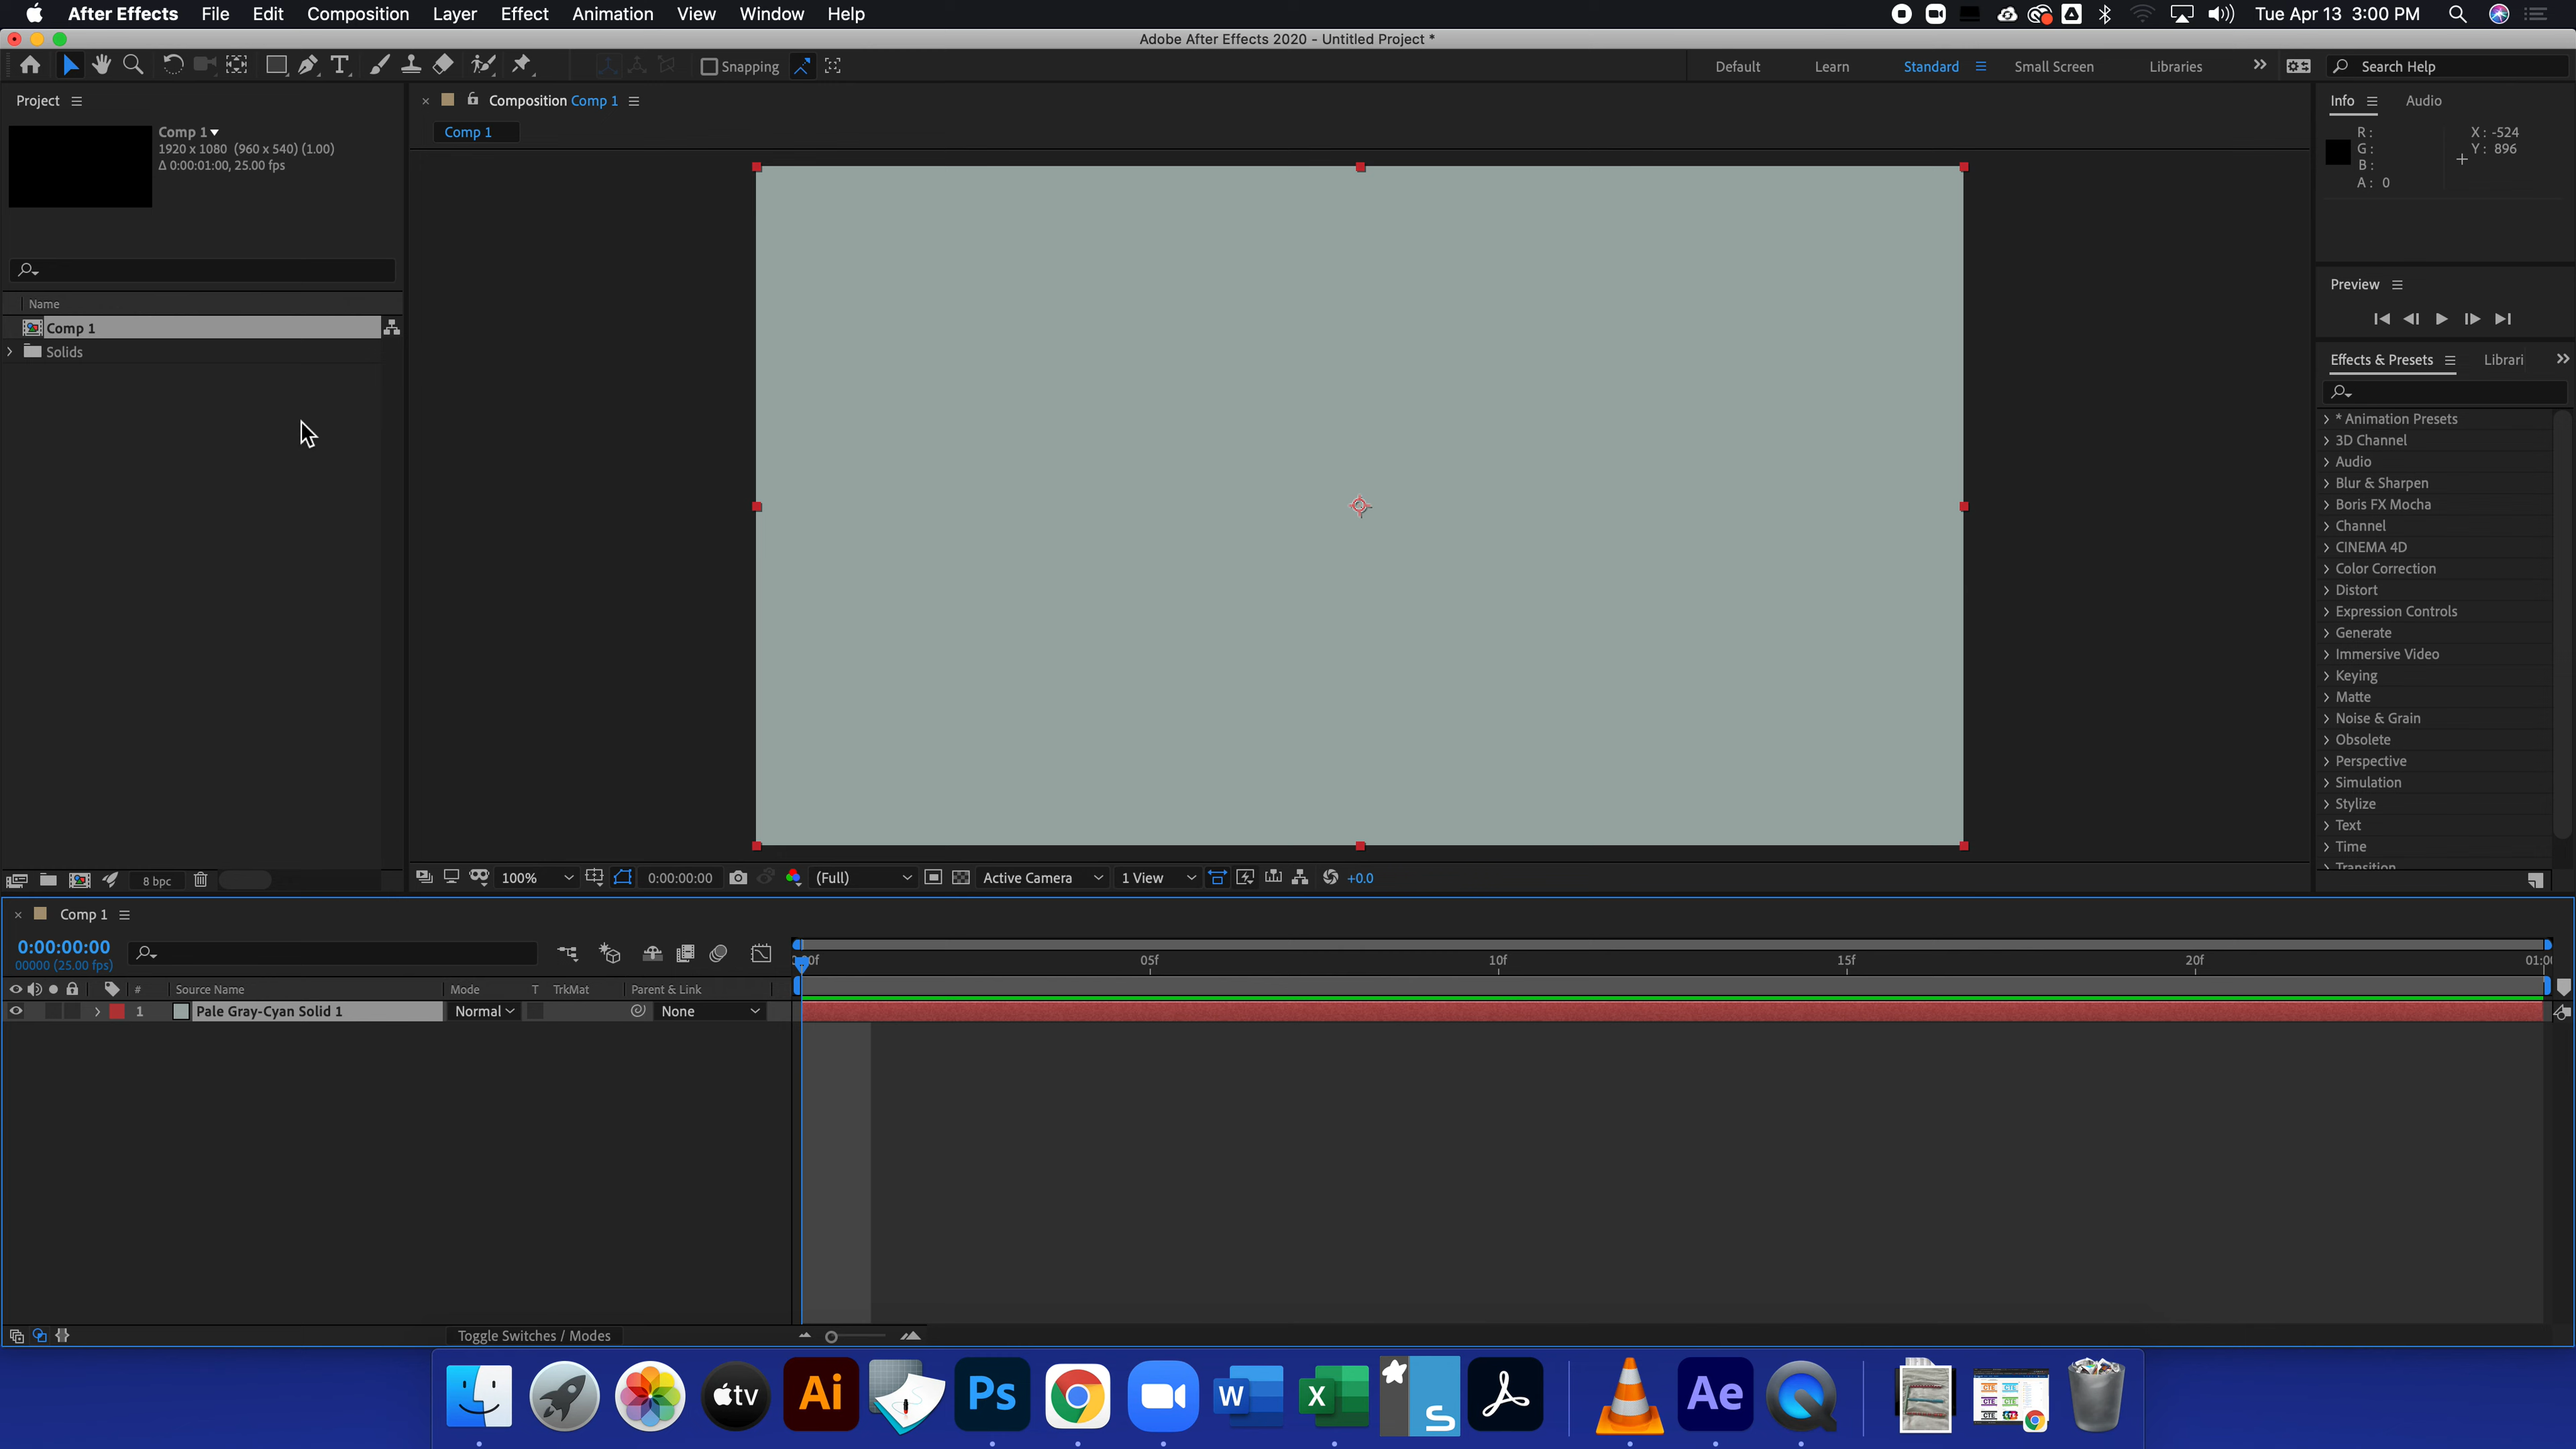 After Effects File Edit Composition Layer Effect Animation View Window Help Tue Apr 13 3:00 PM
Adobe After Effects 2020 - Untitled Project *
Snapping Default Learn Standard Small Screen Libraries Search Help
Project
Comp 1
1920 x 1080 (960 x 540) (1.00)
Δ 0:00:01:00, 25.00 fps
Name
Comp 1
Solids
8 bpc
Composition Comp 1
Comp 1
100% 0:00:00:00 (Full) Active Camera 1 View +0.0
Info Audio
R: X: -524
G: Y: 896
B:
A: 0
Preview
Effects & Presets Librari
* Animation Presets
3D Channel
Audio
Blur & Sharpen
Boris FX Mocha
Channel
CINEMA 4D
Color Correction
Distort
Expression Controls
Generate
Immersive Video
Keying
Matte
Noise & Grain
Obsolete
Perspective
Simulation
Stylize
Text
Time
Transition
Comp 1
0:00:00:00
00000 (25.00 fps)
05f 10f 15f 20f 01:0
# Source Name Mode T TrkMat Parent & Link
1 Pale Gray-Cyan Solid 1 Normal None
Toggle Switches / Modes
tv Ai Ps W X S Ae